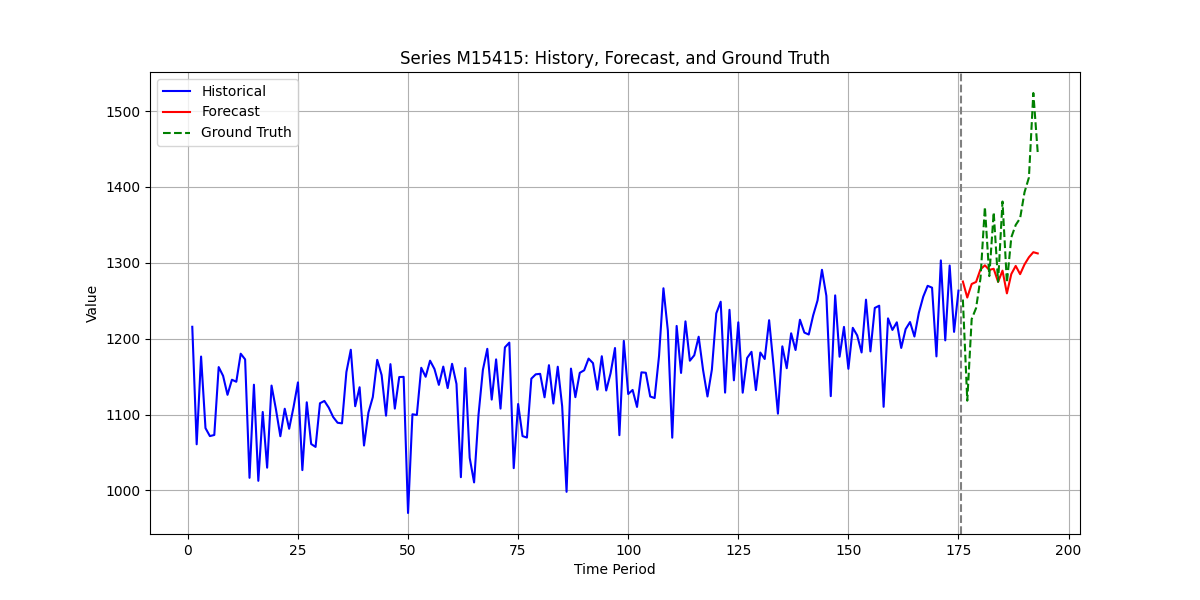 Series M15415: History, Forecast, and Ground Truth
Historical
Forecast
Ground Truth
1500
1400
1300
1200
1100
1000
Value
0 25 50 75 100 125 150 175 200
Time Period